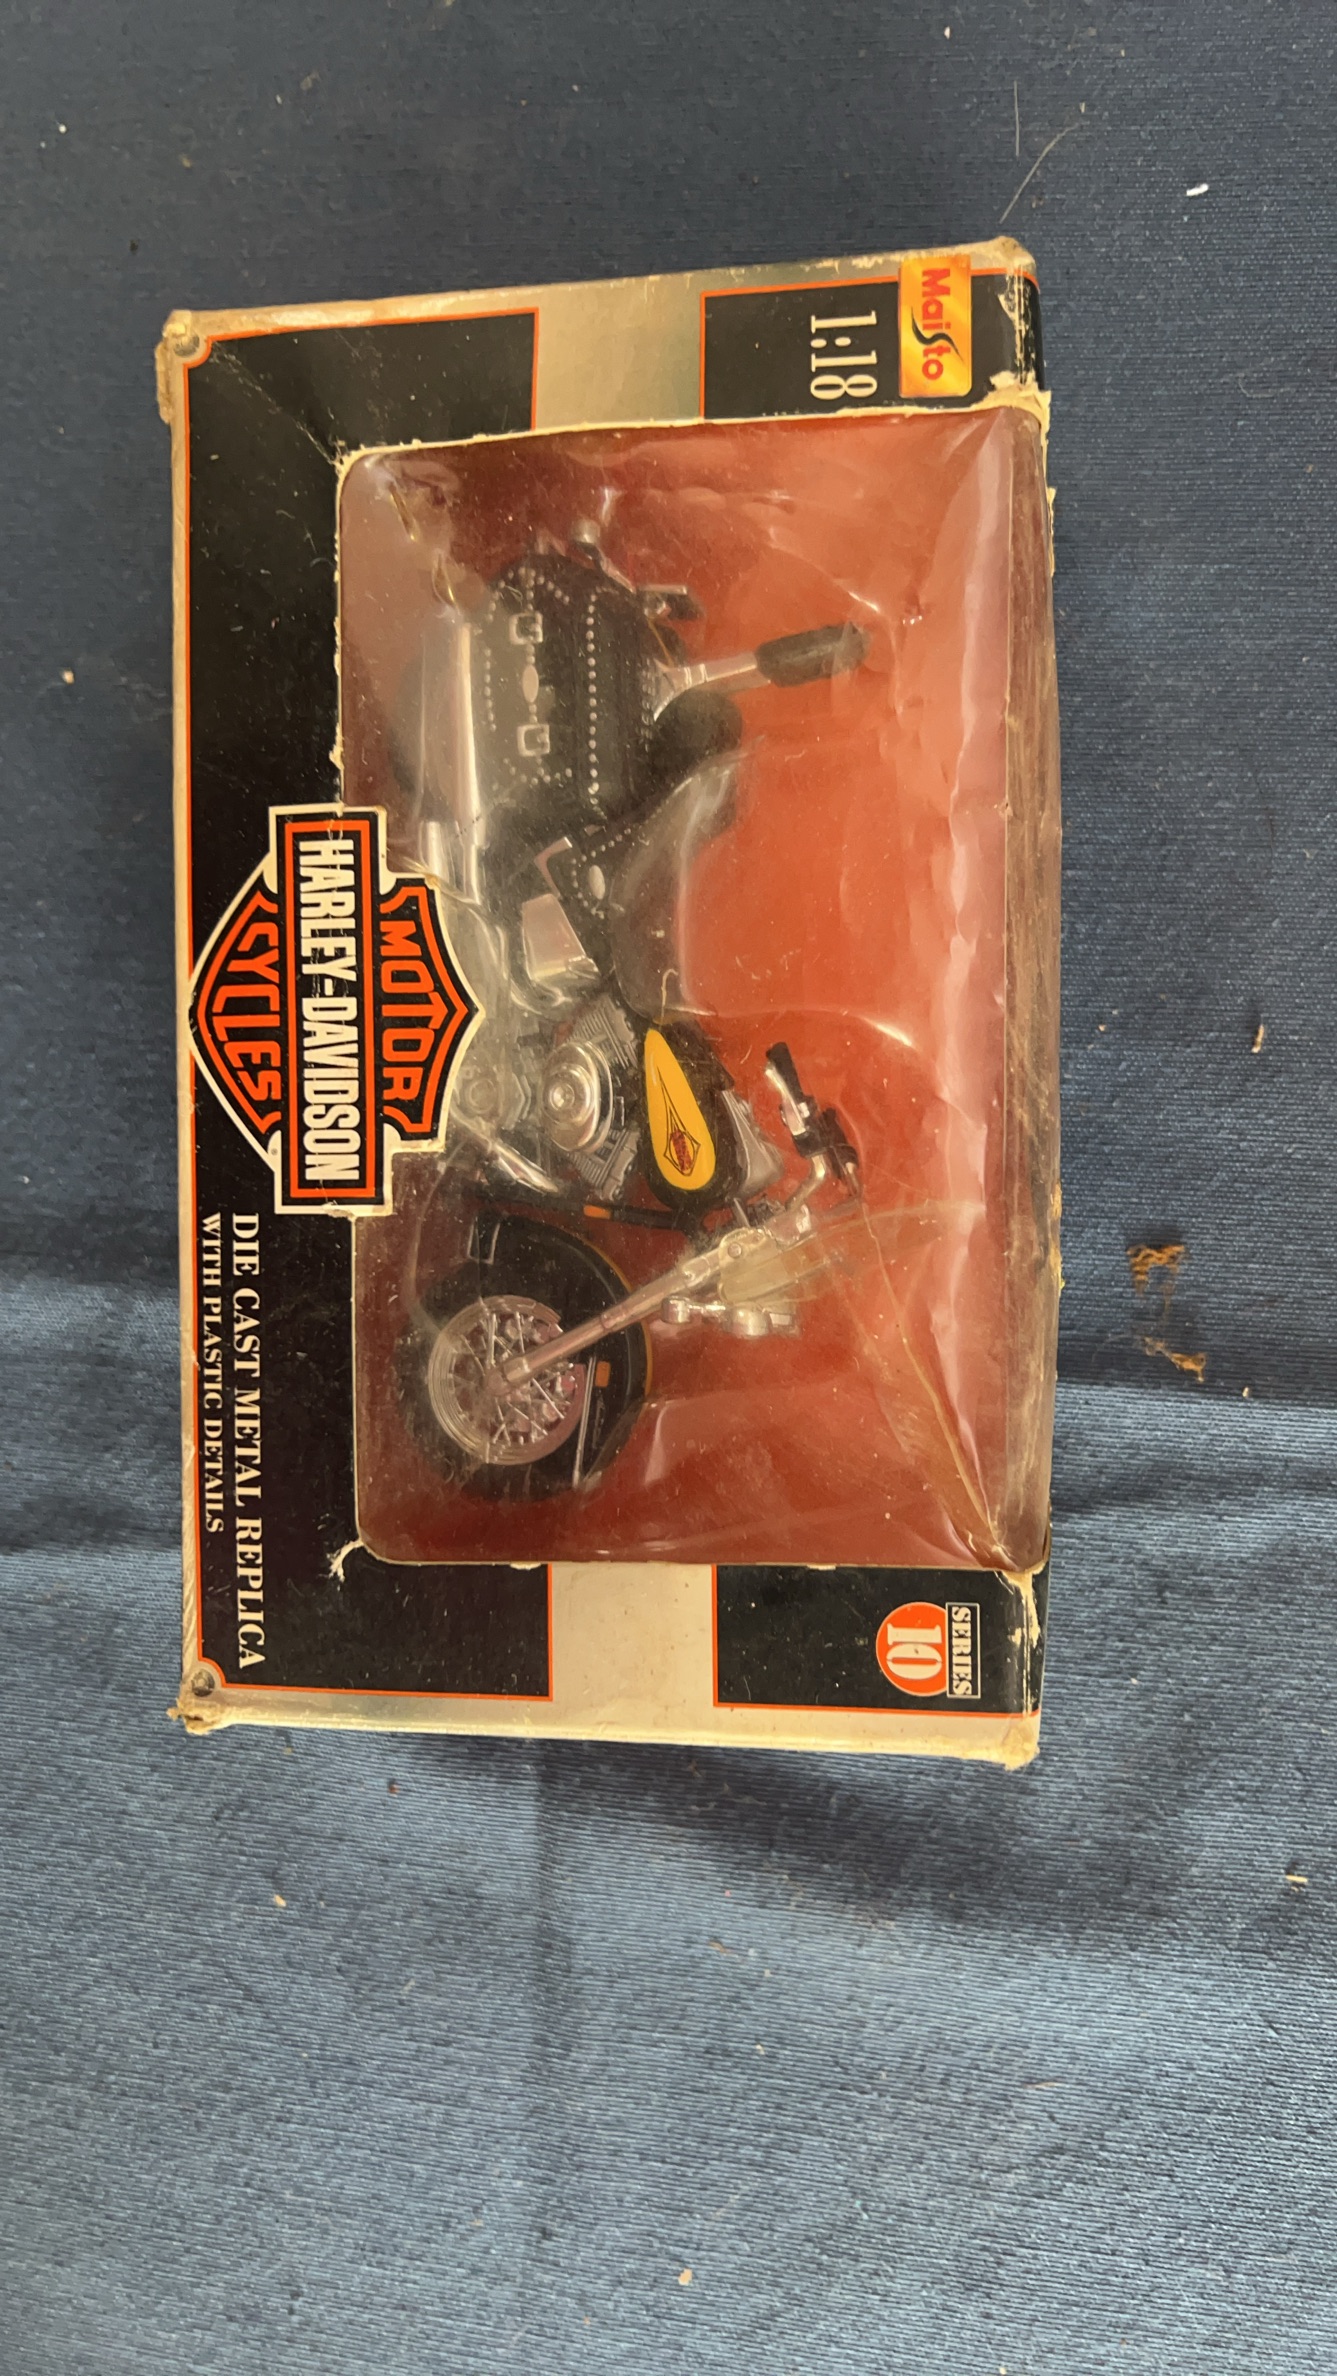 Maisto
1:18
SERIES
10
MOTOR
HARLEY-DAVIDSON
CYCLES
DIE CAST METAL REPLICA
WITH PLASTIC DETAILS